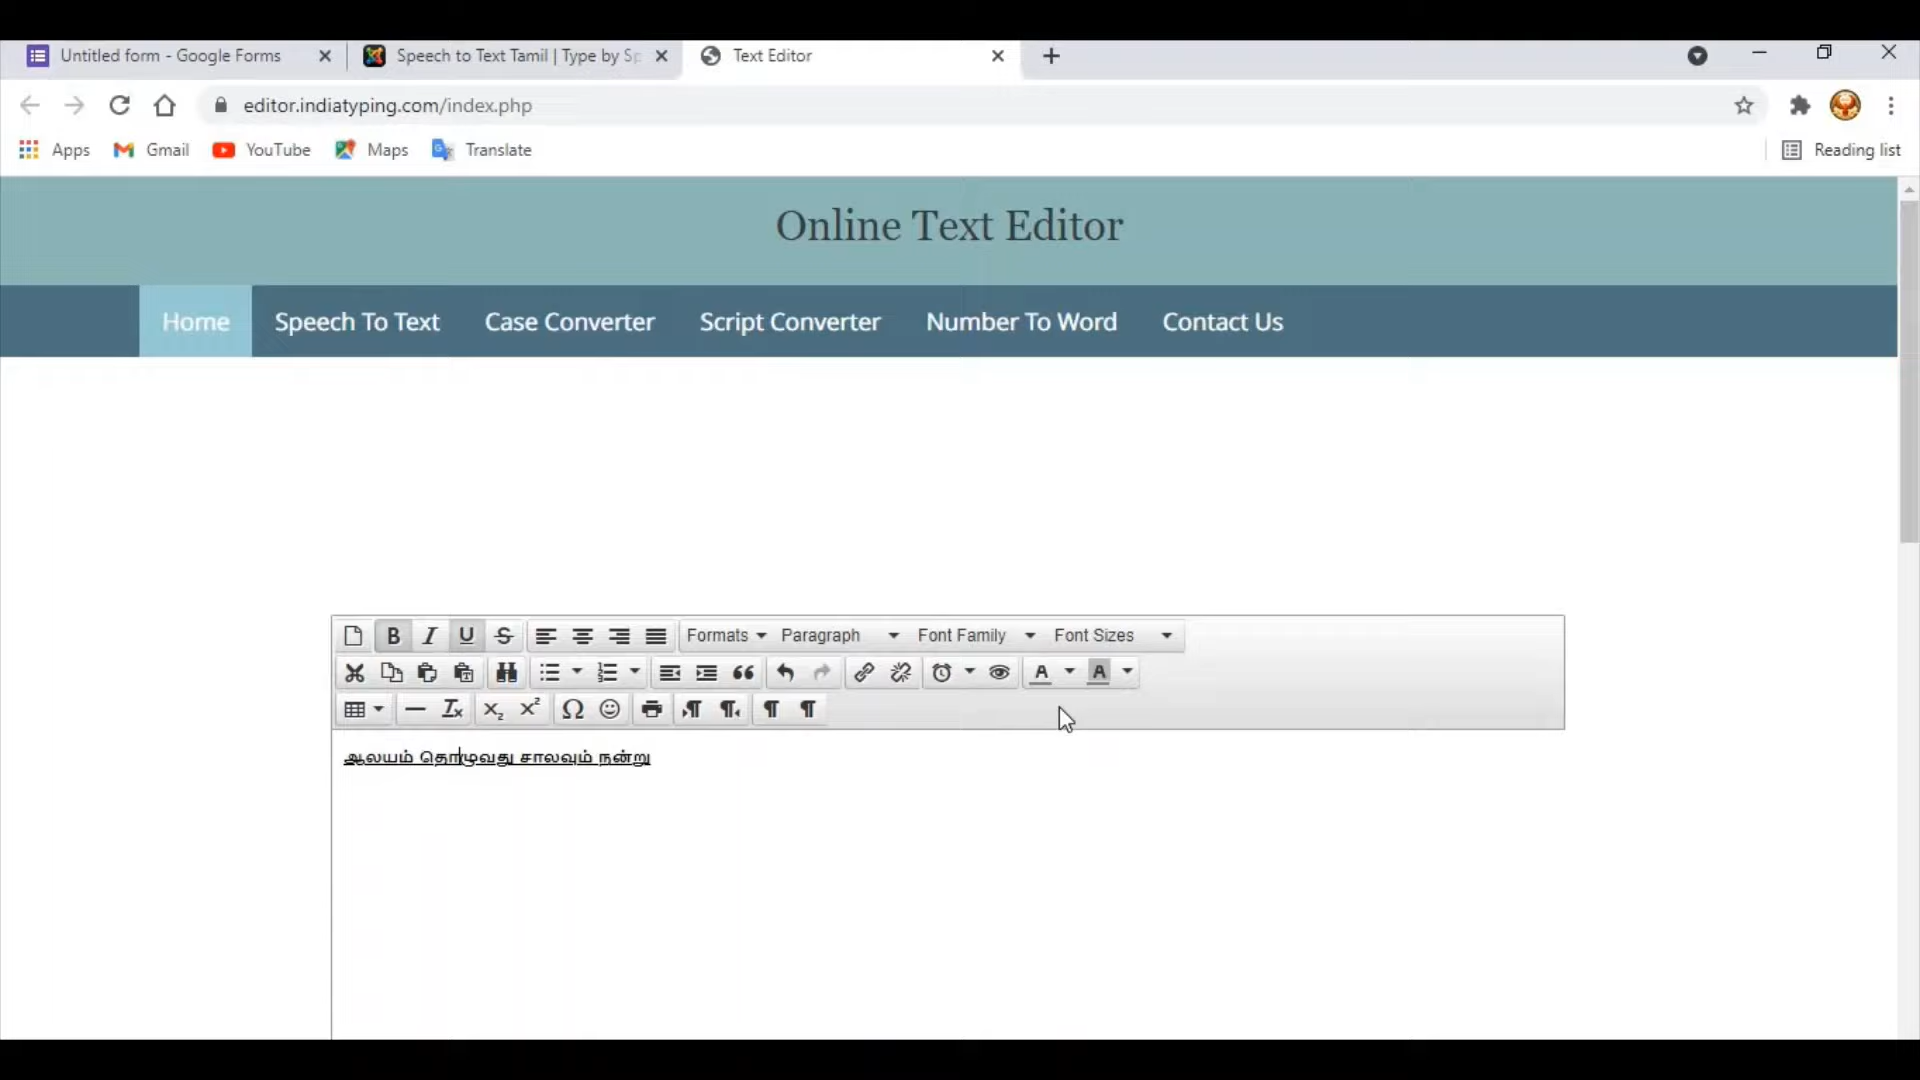 Untitled form - Google Forms
Speech to Text Tamil | Type by Sp
Text Editor
editor.indiatyping.com/index.php
Apps
Gmail
YouTube
Maps
Translate
Reading list
Online Text Editor
Home
Speech To Text
Case Converter
Script Converter
Number To Word
Contact Us
Formats
Paragraph
Font Family
Font Sizes
ஆலயம் தொழுவது சாலவும் நன்று